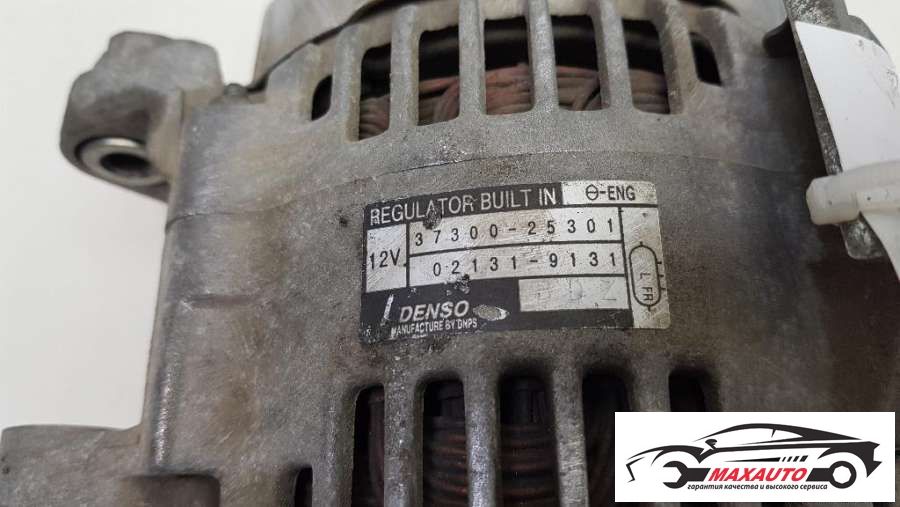 REGULATOR BUILT IN ⊖-ENG
37300-25301
12V
02131-9131
L FR
DENSO
MANUFACTURE BY DNPS
MAXAUTO
гарантия качества и высокого сервиса